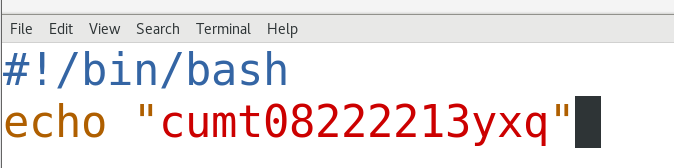 File Edit View Search Terminal Help
#!/bin/bash
echo "cumt08222213yxq"